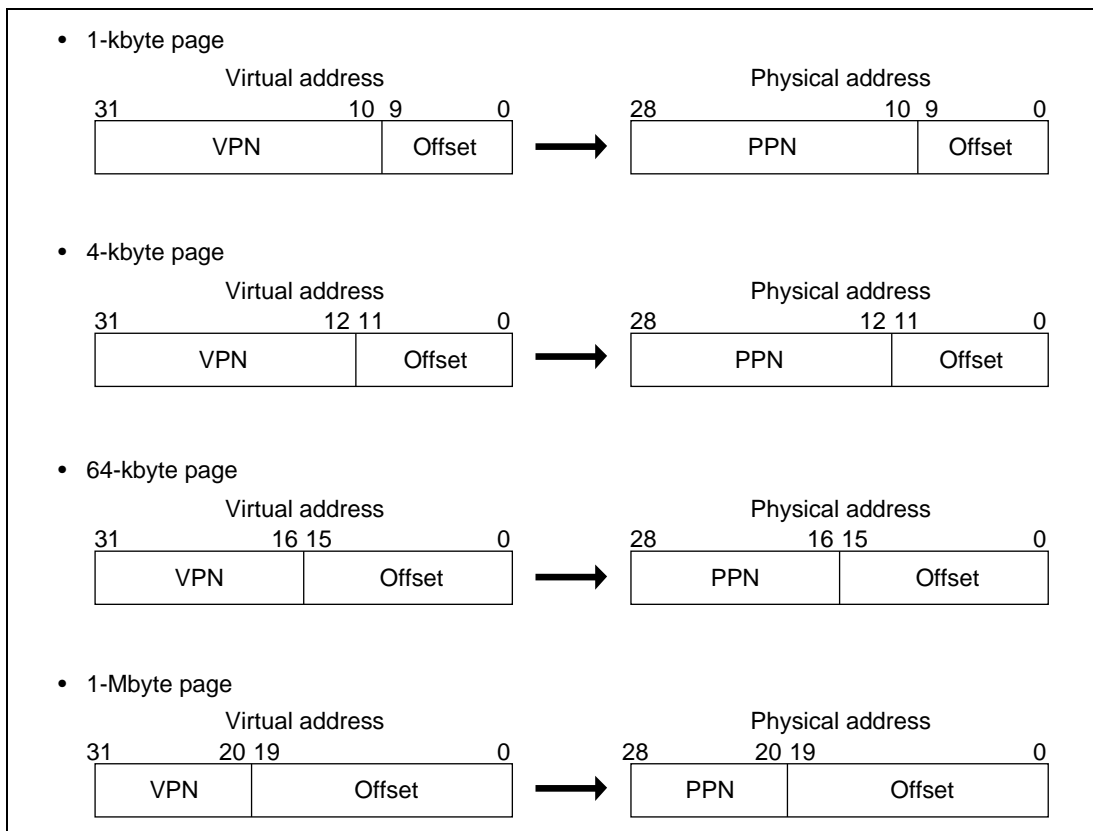 • 1-kbyte page
Virtual address Physical address
31 10 9 0 28 10 9 0
VPN Offset PPN Offset
• 4-kbyte page
Virtual address Physical address
31 12 11 0 28 12 11 0
VPN Offset PPN Offset
• 64-kbyte page
Virtual address Physical address
31 16 15 0 28 16 15 0
VPN Offset PPN Offset
• 1-Mbyte page
Virtual address Physical address
31 20 19 0 28 20 19 0
VPN Offset PPN Offset